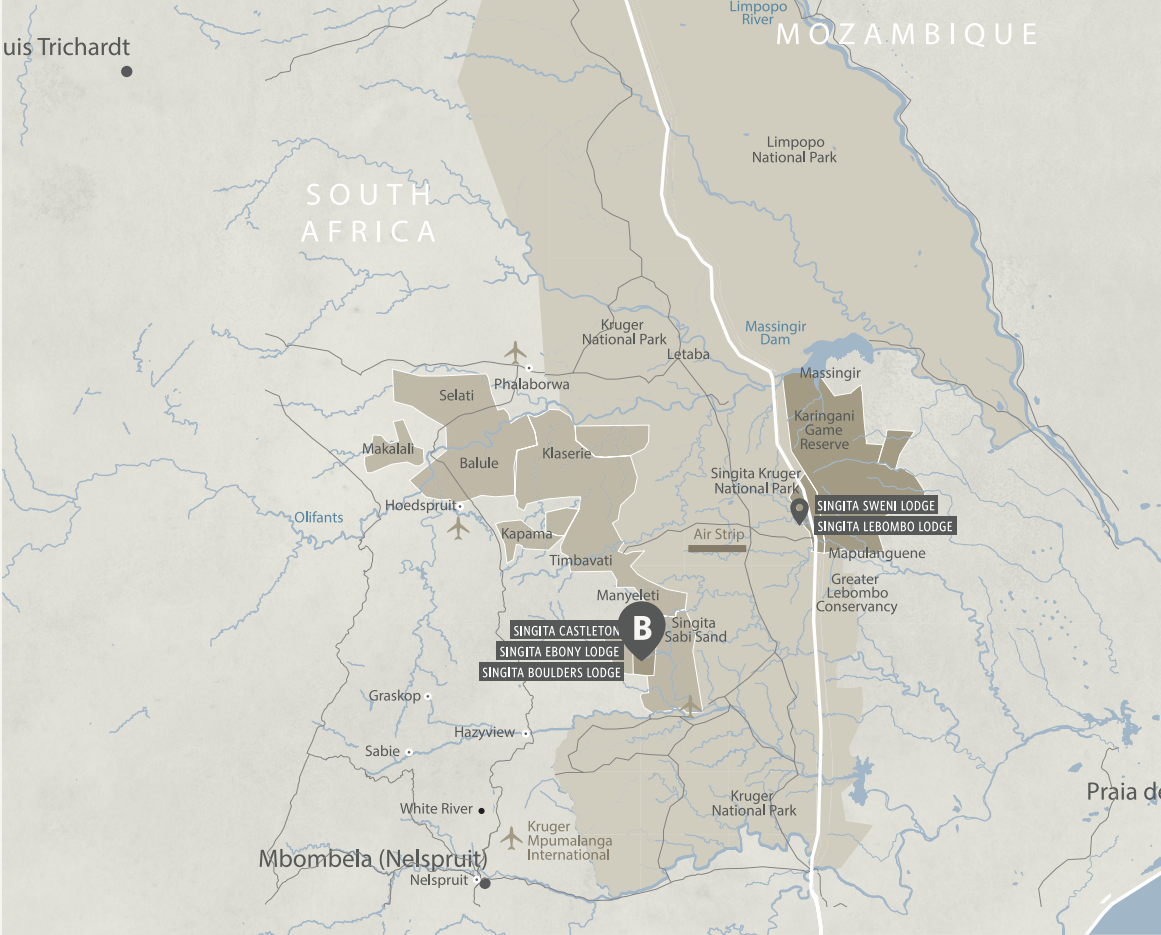 Limpopo
River
MOZAMBIQUE
uis Trichardt
Limpopo
National Park
SOUTH
AFRICA
Kruger
National Park
Massingir
Dam
Letaba
Massingir
Phalaborwa
Selati
Karingani
Game
Reserve
Makalali
Balule
Klaserie
Singita Kruger
National Park
Hoedspruit
SINGITA SWENI LODGE
Olifants
SINGITA LEBOMBO LODGE
Kapama
Air Strip
Mapulanguene
Timbavati
Greater
Lebombo
Conservancy
Manyeleti
SINGITA CASTLETON
B
Singita
Sabi Sand
SINGITA EBONY LODGE
SINGITA BOULDERS LODGE
Graskop
Hazyview
Sabie
Praia de
Kruger
National Park
White River
Kruger
Mpumalanga
International
Mbombela (Nelspruit)
Nelspruit